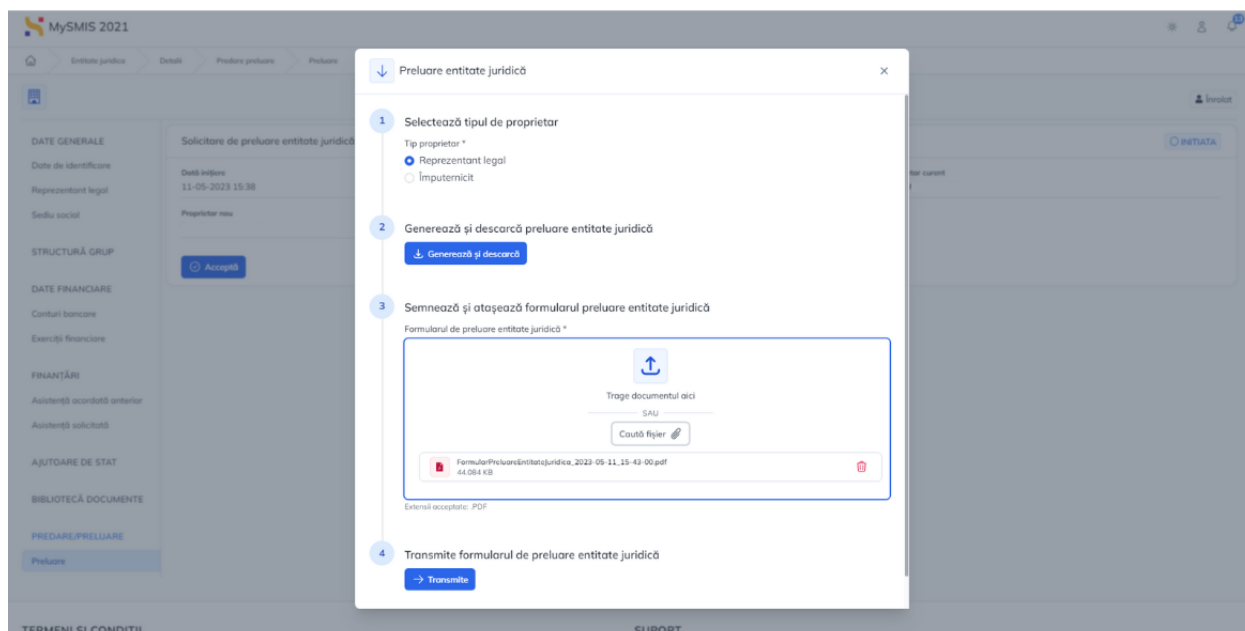 MySMIS 2021
Entitate juridica
Detalii
Predare preluare
Preluare
Înrolat
DATE GENERALE
Date de identificare
Reprezentant legal
Sediu social
STRUCTURĂ GRUP
DATE FINANCIARE
Conturi bancare
Exerciții financiare
FINANȚĂRI
Asistență acordată anterior
Asistență solicitată
AJUTOARE DE STAT
BIBLIOTECĂ DOCUMENTE
PREDARE/PRELUARE
Preluare
Solicitare de preluare entitate juridică
INITIATA
Dată inițiere
11-05-2023 15:38
curent
Proprietar nou
Acceptă
Preluare entitate juridică
1 Selectează tipul de proprietar
Tip proprietar *
Reprezentant legal
Împuternicit
2 Generează și descarcă preluare entitate juridică
Generează și descarcă
3 Semnează și atașează formularul preluare entitate juridică
Formularul de preluare entitate juridică *
Trage documentul aici
SAU
Caută fișier
FormularPreluareEntitateJuridica_2023-05-11_15-43-00.pdf
44.084 KB
Extensii acceptate: .PDF
4 Transmite formularul de preluare entitate juridică
Transmite
TERMENI SI CONDITII
SUPORT